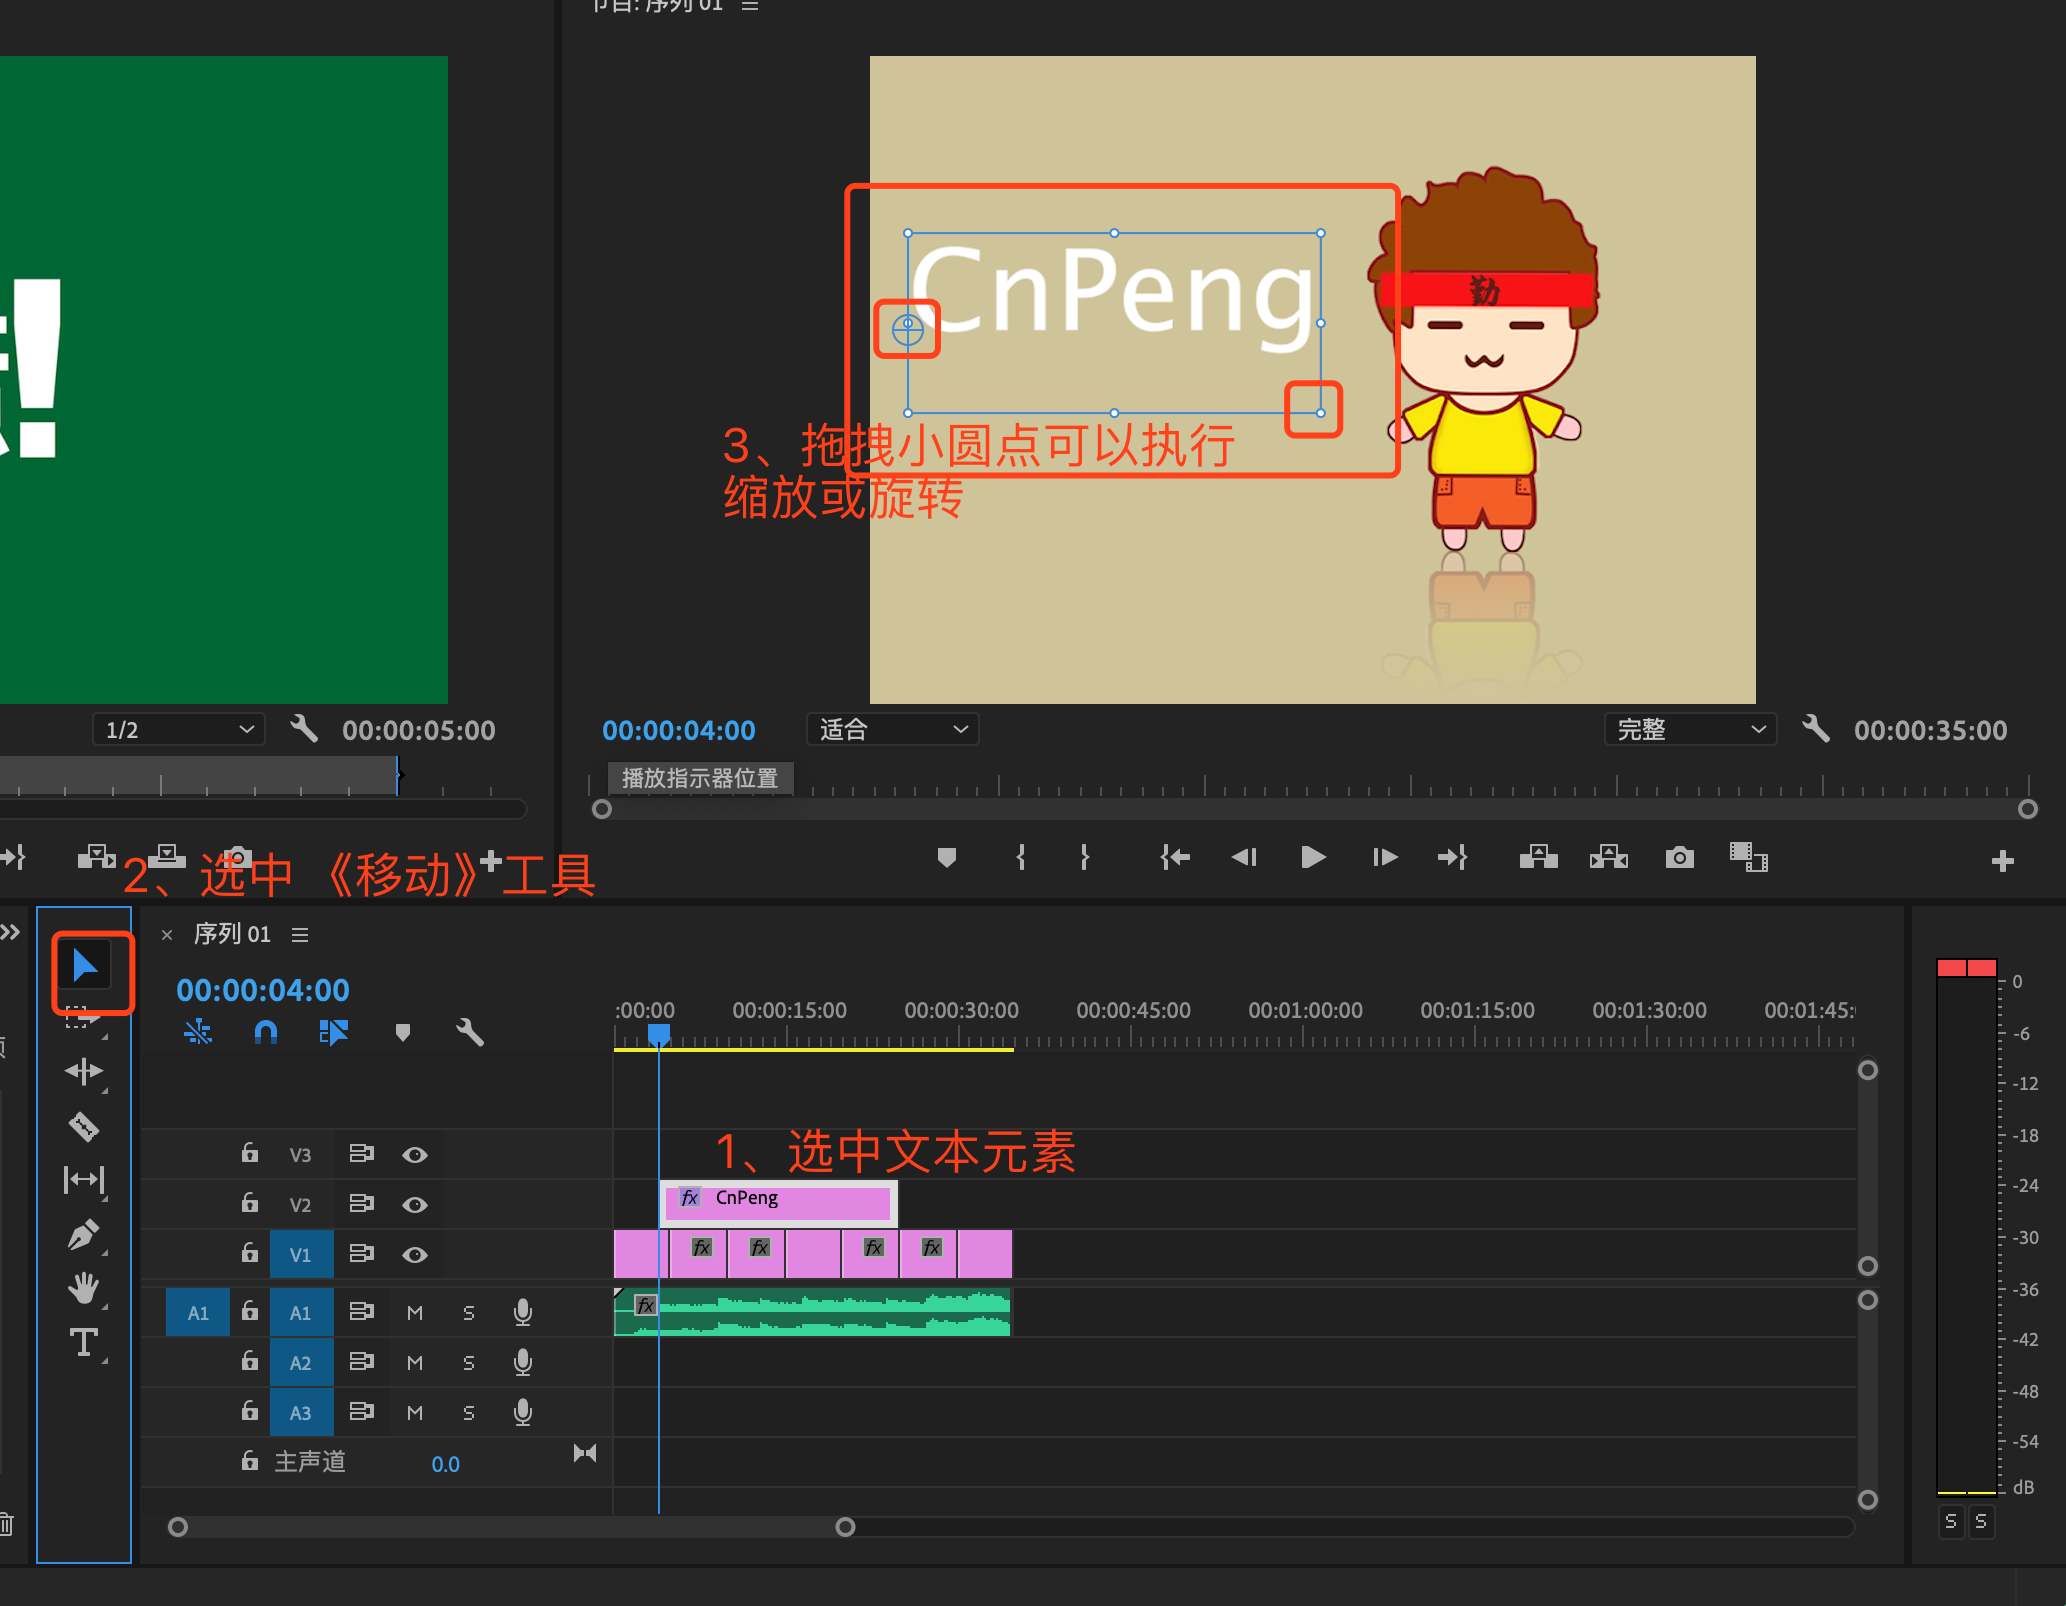 节目: 序列 01
!
CnPeng
勤
3、拖拽小圆点可以执行
缩放或旋转
1/2
00:00:05:00
00:00:04:00
适合
完整
00:00:35:00
播放指示器位置
2、选中 《移动》工具
× 序列 01
00:00:04:00
:00:00 00:00:15:00 00:00:30:00 00:00:45:00 00:01:00:00 00:01:15:00 00:01:30:00 00:01:45:
1、选中文本元素
V3
V2
fx CnPeng
V1
fx fx fx fx
A1 A1 M S
fx
A2 M S
A3 M S
主声道 0.0
T
0
-6
-12
-18
-24
-30
-36
-42
-48
-54
dB
S S